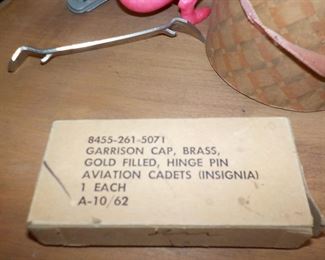 8455-261-5071
GARRISON CAP, BRASS,
GOLD FILLED, HINGE PIN
AVIATION CADETS (INSIGNIA)
1 EACH
A-10/62